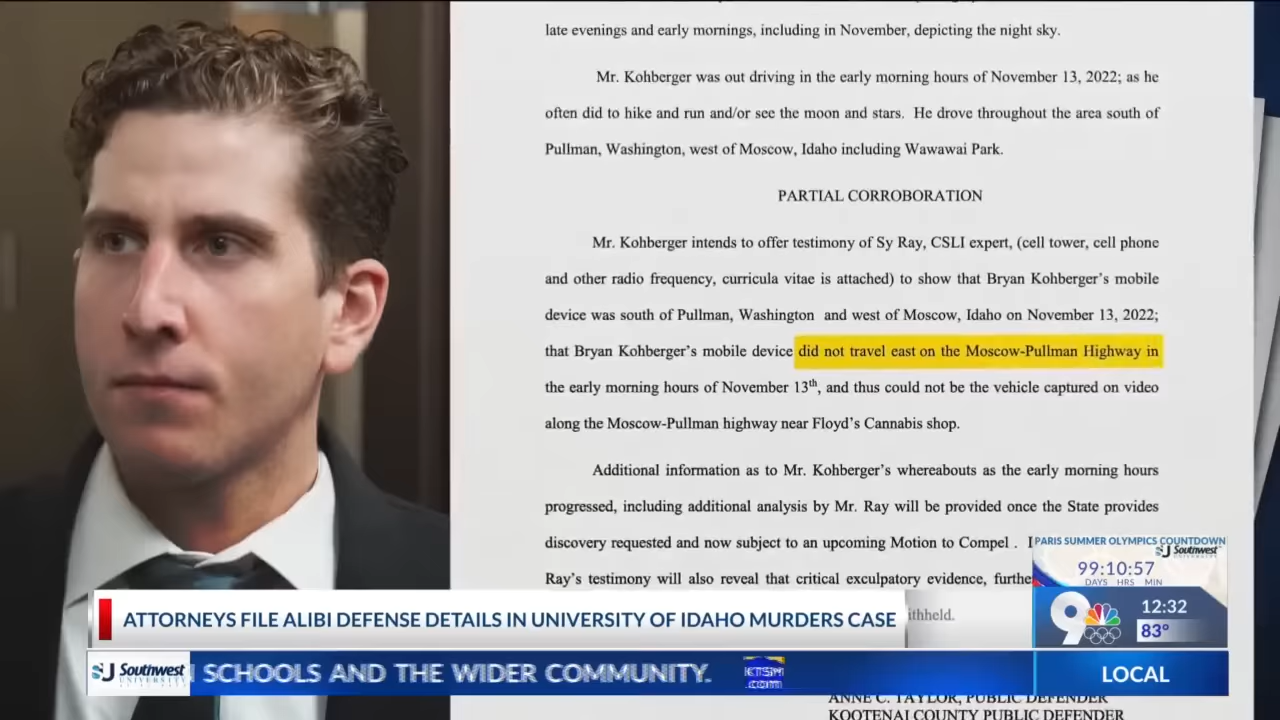 late evenings and early mornings, including in November, depicting the night sky.
Mr. Kohberger was out driving in the early morning hours of November 13, 2022; as he
often did to hike and run and/or see the moon and stars. He drove throughout the area south of
Pullman, Washington, west of Moscow, Idaho including Wawawai Park.
PARTIAL CORROBORATION
Mr. Kohberger intends to offer testimony of Sy Ray, CSLI expert, (cell tower, cell phone
and other radio frequency, curricula vitae is attached) to show that Bryan Kohberger's mobile
device was south of Pullman, Washington and west of Moscow, Idaho on November 13, 2022;
that Bryan Kohberger's mobile device did not travel east on the Moscow-Pullman Highway in
the early morning hours of November 13th, and thus could not be the vehicle captured on video
along the Moscow-Pullman highway near Floyd's Cannabis shop.
Additional information as to Mr. Kohberger's whereabouts as the early morning hours
progressed, including additional analysis by Mr. Ray will be provided once the State provides
discovery requested and now subject to an upcoming Motion to Compel .
Ray's testimony will also reveal that critical exculpatory evidence, furthe
ithheld.
ANNE C. TAYLOR, PUBLIC DEFENDER
KOOTENAI COUNTY PUBLIC DEFENDER
PARIS SUMMER OLYMPICS COUNTDOWN
SU Southwest
99:10:57
DAYS HRS MIN
9
12:32
83°
ATTORNEYS FILE ALIBI DEFENSE DETAILS IN UNIVERSITY OF IDAHO MURDERS CASE
SU Southwest
UNIVERSITY
SCHOOLS AND THE WIDER COMMUNITY.
KTSM
.com
LOCAL